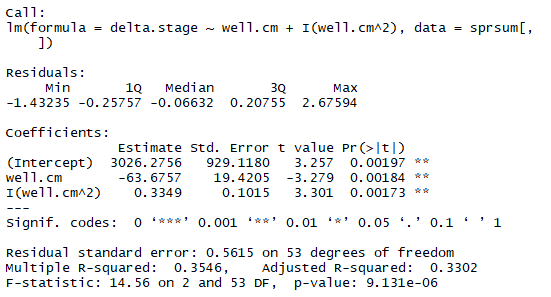 Call:
lm(formula = delta.stage ~ well.cm + I(well.cm^2), data = sprsum[,
    ])
Residuals:
     Min       1Q   Median       3Q      Max
-1.43235 -0.25757 -0.06632  0.20755  2.67594
Coefficients:
              Estimate Std. Error t value Pr(>|t|)
(Intercept)  3026.2756   929.1180   3.257  0.00197 **
well.cm       -63.6757    19.4205  -3.279  0.00184 **
I(well.cm^2)    0.3349     0.1015   3.301  0.00173 **
---
Signif. codes:  0 ‘***’ 0.001 ‘**’ 0.01 ‘*’ 0.05 ‘.’ 0.1 ‘ ’ 1
Residual standard error: 0.5615 on 53 degrees of freedom
Multiple R-squared:  0.3546,    Adjusted R-squared:  0.3302
F-statistic: 14.56 on 2 and 53 DF,  p-value: 9.131e-06